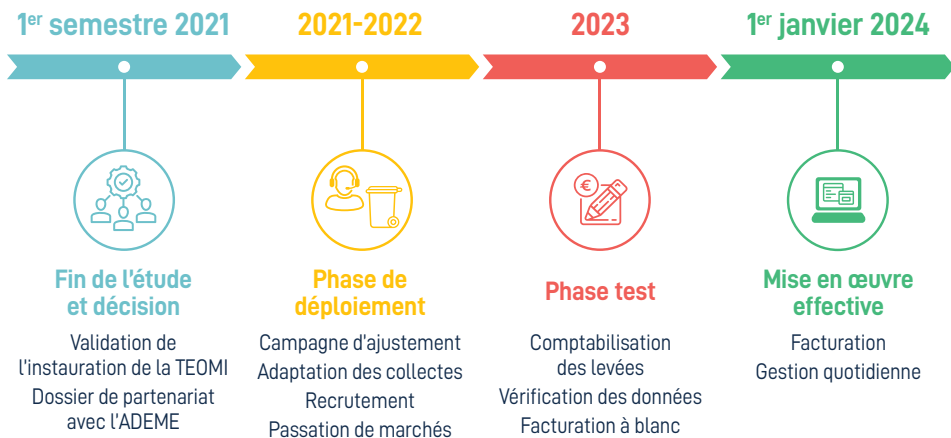 1er semestre 2021
Fin de l'étude
et décision
Validation de
l'instauration de la TEOMI
Dossier de partenariat
avec l'ADEME
2021-2022
Phase de
déploiement
Campagne d'ajustement
Adaptation des collectes
Recrutement
Passation de marchés
2023
€
Phase test
Comptabilisation
des levées
Vérification des données
Facturation à blanc
1er janvier 2024
Mise en œuvre
effective
Facturation
Gestion quotidienne